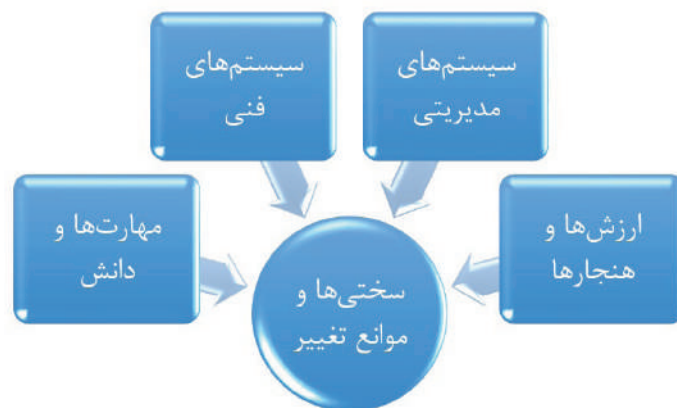 سیستم‌های
مدیریتی
سیستم‌های
فنی
ارزش‌ها و
هنجارها
مهارت‌ها و
دانش
سختی‌ها و
موانع تغییر